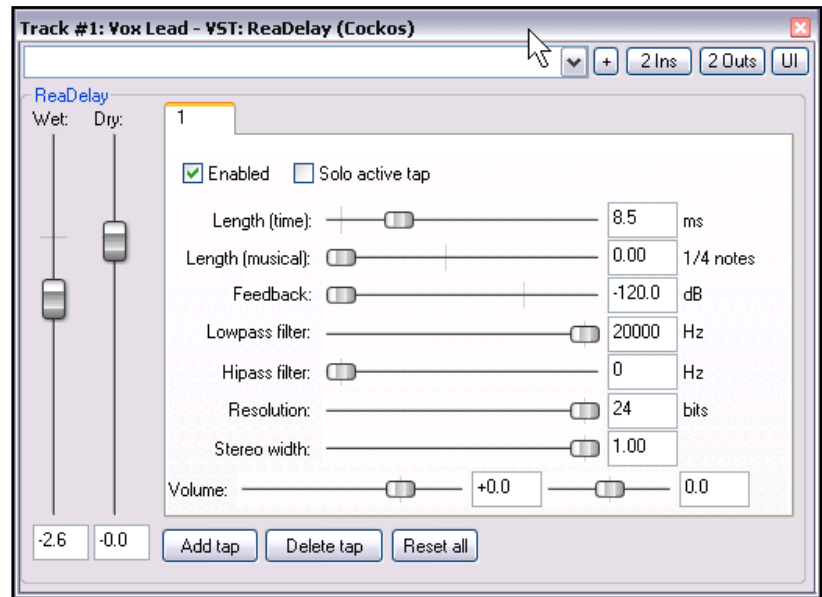 Track #1: Vox Lead - VST: ReaDelay (Cockos)
+ 2 Ins 2 Outs UI
ReaDelay
Wet: Dry:
1
Enabled Solo active tap
Length (time): 8.5 ms
Length (musical): 0.00 1/4 notes
Feedback: -120.0 dB
Lowpass filter: 20000 Hz
Hipass filter: 0 Hz
Resolution: 24 bits
Stereo width: 1.00
Volume: +0.0 0.0
-2.6 -0.0 Add tap Delete tap Reset all